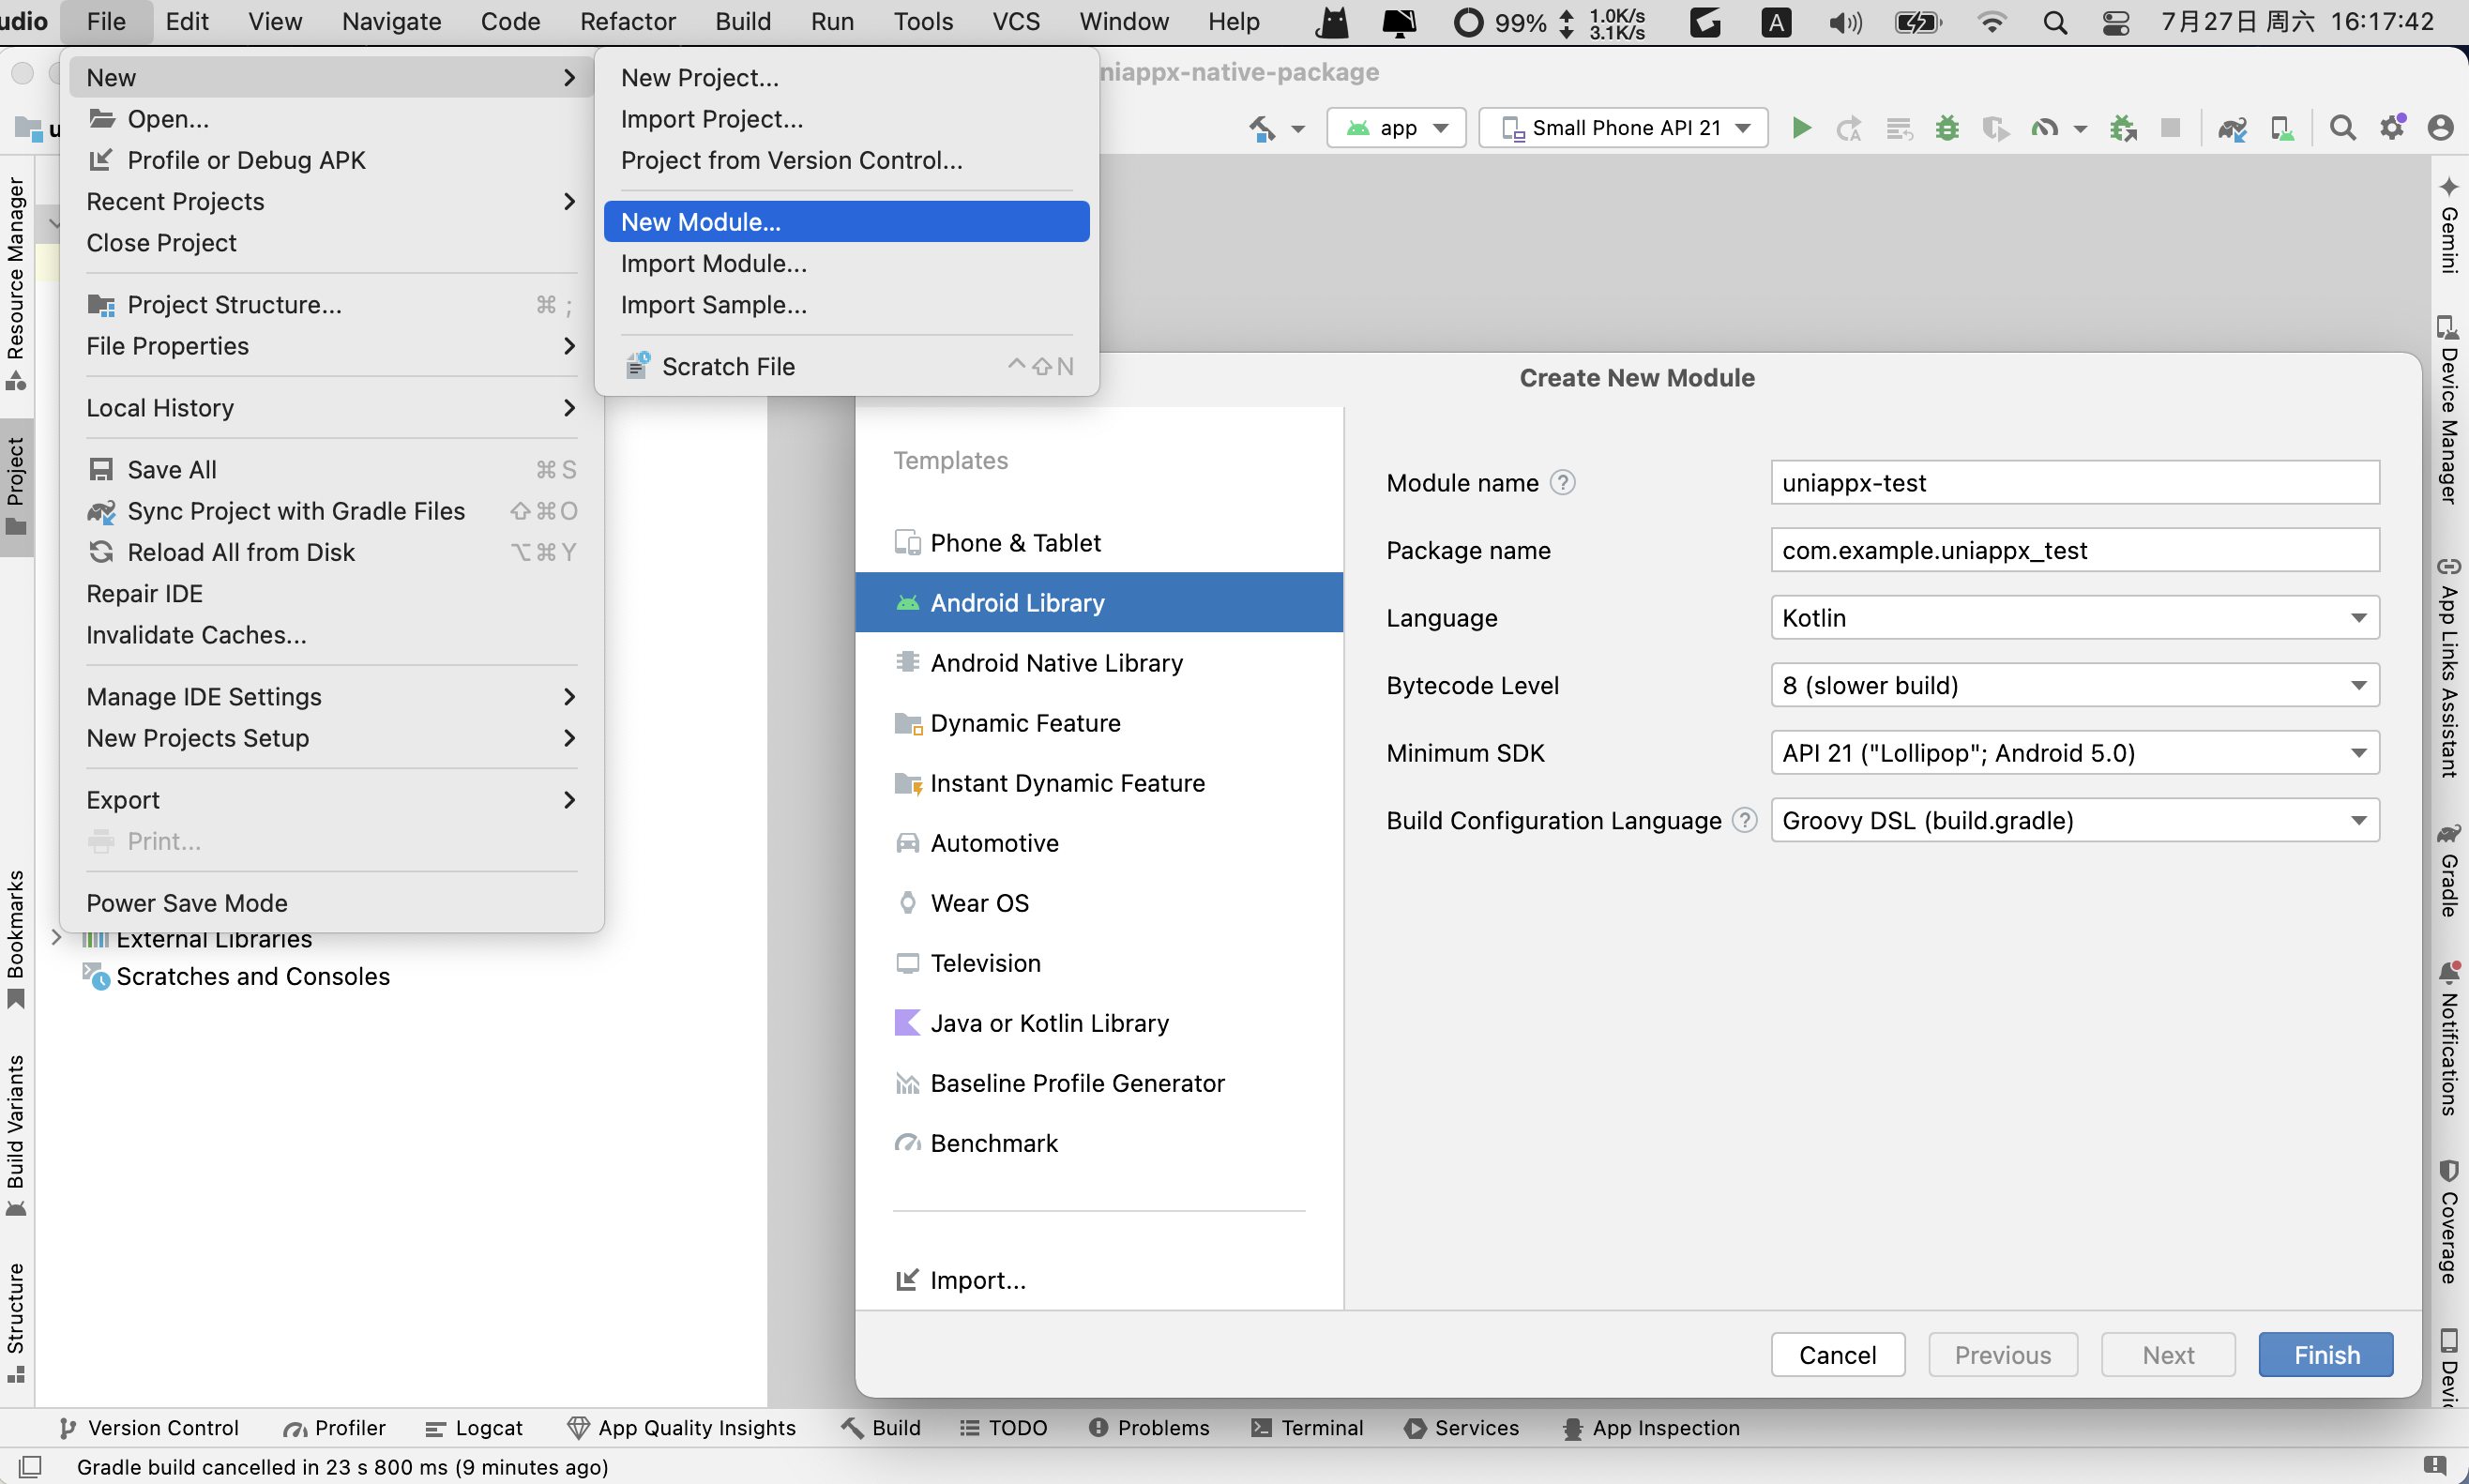 udio File Edit View Navigate Code Refactor Build Run Tools VCS Window Help 99% 1.0K/s 3.1K/s A 7月27日 周六 16:17:42
niappx-native-package
u
app
Small Phone API 21
New
Open...
Profile or Debug APK
Recent Projects
Close Project
Project Structure... ⌘ ;
File Properties
Local History
Save All ⌘ S
Sync Project with Gradle Files ⇧⌘O
Reload All from Disk ⌥⌘Y
Repair IDE
Invalidate Caches...
Manage IDE Settings
New Projects Setup
Export
Print...
Power Save Mode
New Project...
Import Project...
Project from Version Control...
New Module...
Import Module...
Import Sample...
Scratch File ^⇧N
External Libraries
Scratches and Consoles
Resource Manager
Project
Bookmarks
Build Variants
Structure
Create New Module
Templates
Phone & Tablet
Android Library
Android Native Library
Dynamic Feature
Instant Dynamic Feature
Automotive
Wear OS
Television
Java or Kotlin Library
Baseline Profile Generator
Benchmark
Import...
Module name ? uniappx-test
Package name com.example.uniappx_test
Language Kotlin
Bytecode Level 8 (slower build)
Minimum SDK API 21 ("Lollipop"; Android 5.0)
Build Configuration Language ? Groovy DSL (build.gradle)
Cancel Previous Next Finish
Gemini
Device Manager
App Links Assistant
Gradle
Notifications
Coverage
Devic
Version Control Profiler Logcat App Quality Insights Build TODO Problems Terminal Services App Inspection
Gradle build cancelled in 23 s 800 ms (9 minutes ago)